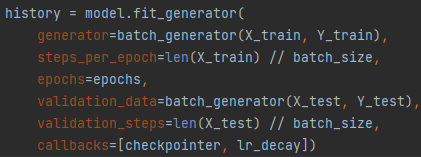 history = model.fit_generator(
    generator=batch_generator(X_train, Y_train),
    steps_per_epoch=len(X_train) // batch_size,
    epochs=epochs,
    validation_data=batch_generator(X_test, Y_test),
    validation_steps=len(X_test) // batch_size,
    callbacks=[checkpointer, lr_decay])